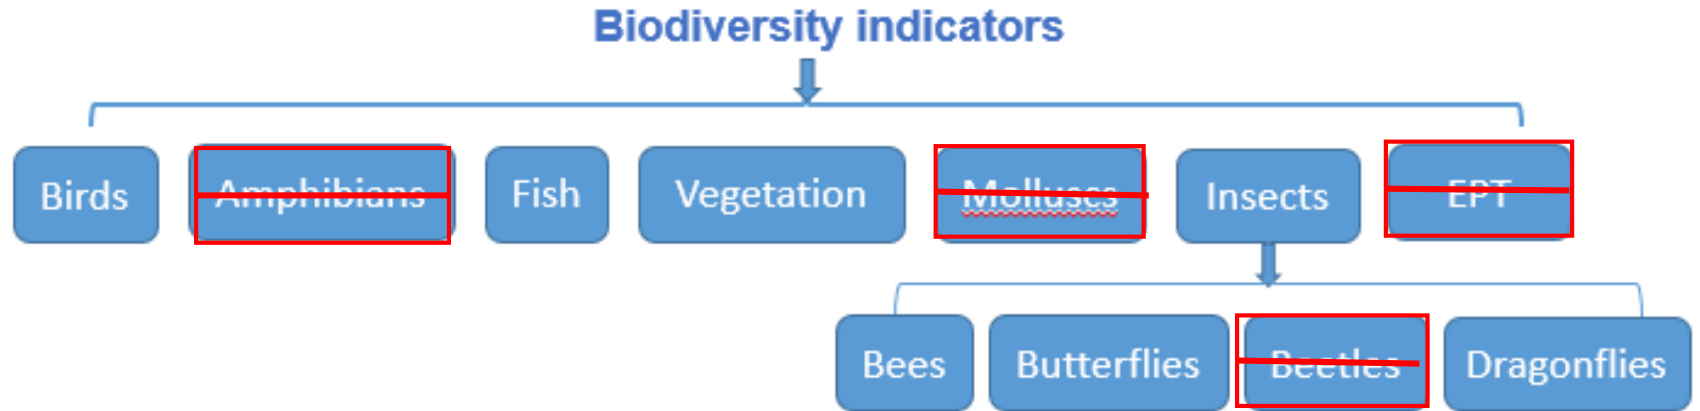 Biodiversity indicators
Birds Amphibians Fish Vegetation Molluscs Insects EPT
Bees Butterflies Beetles Dragonflies